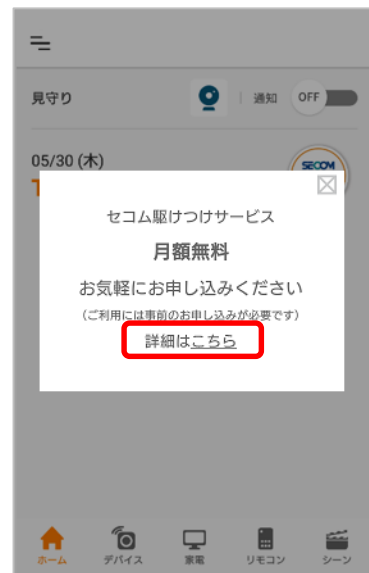 見守り
通知
OFF
05/30 (木)
SECOM
セコム駆けつけサービス
月額無料
お気軽にお申し込みください
（ご利用には事前のお申し込みが必要です）
詳細はこちら
ホーム
デバイス
家電
リモコン
シーン